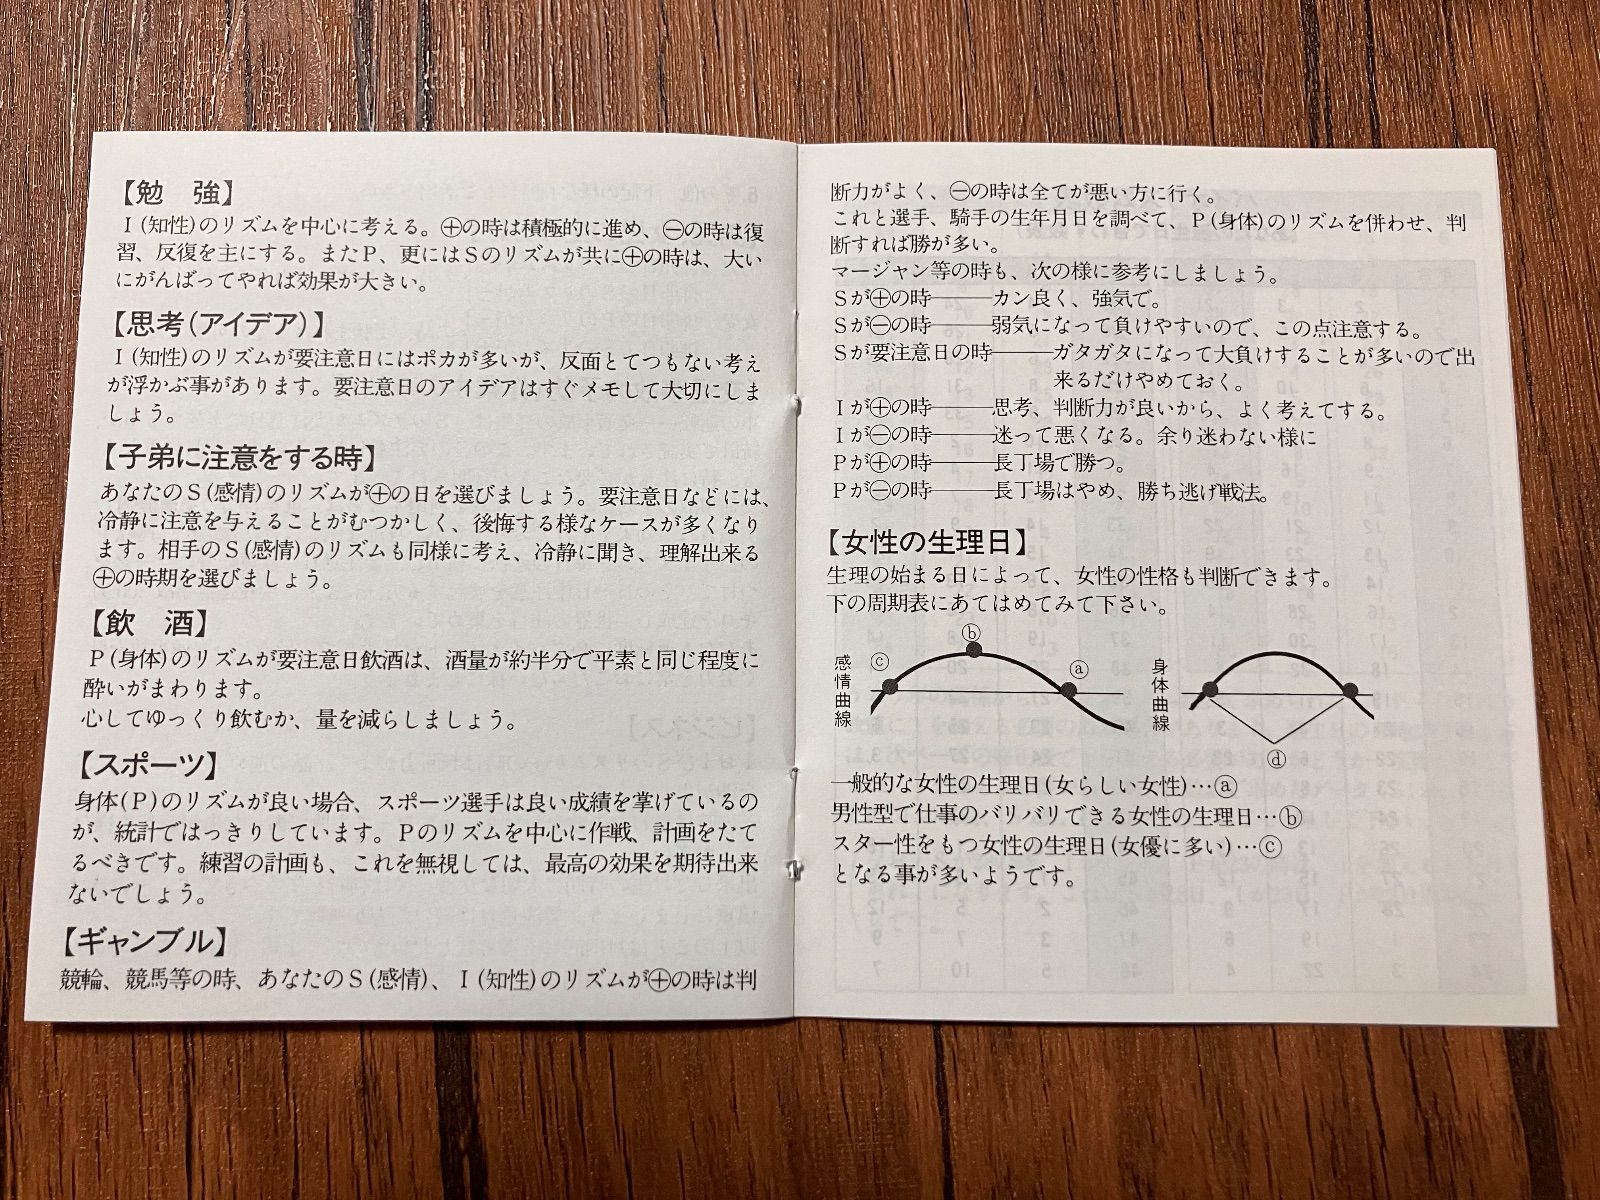 【勉　強】
Ｉ(知性)のリズムを中心に考える。㊉の時は積極的に進め、㊀の時は復
習、反復を主にする。またＰ、更にはＳのリズムが共に㊉の時は、大い
にがんばってやれば効果が大きい。
【思考(アイデア)】
Ｉ(知性)のリズムが要注意日にはポカが多いが、反面とてつもない考え
が浮かぶ事があります。要注意日のアイデアはすぐメモして大切にしま
しょう。
【子弟に注意をする時】
あなたのＳ(感情)のリズムが㊉の日を選びましょう。要注意日などには、
冷静に注意を与えることがむつかしく、後悔する様なケースが多くなり
ます。相手のＳ(感情)のリズムも同様に考え、冷静に聞き、理解出来る
㊉の時期を選びましょう。
【飲　酒】
Ｐ(身体)のリズムが要注意日飲酒は、酒量が約半分で平素と同じ程度に
酔いがまわります。
心してゆっくり飲むか、量を減らしましょう。
【スポーツ】
身体(Ｐ)のリズムが良い場合、スポーツ選手は良い成績を掌げているの
が、統計ではっきりしています。Ｐのリズムを中心に作戦、計画をたて
るべきです。練習の計画も、これを無視しては、最高の効果を期待出来
ないでしょう。
【ギャンブル】
競輪、競馬等の時、あなたのＳ(感情)、Ｉ(知性)のリズムが㊉の時は判
断力がよく、㊀の時は全てが悪い方に行く。
これと選手、騎手の生年月日を調べて、Ｐ(身体)のリズムを併わせ、判
断すれば勝が多い。
マージャン等の時も、次の様に参考にしましょう。
Ｓが㊉の時───カン良く、強気で。
Ｓが㊀の時───弱気になって負けやすいので、この点注意する。
Ｓが要注意日の時───ガタガタになって大負けすることが多いので出
来るだけやめておく。
Ｉが㊉の時───思考、判断力が良いから、よく考えてする。
Ｉが㊀の時───迷って悪くなる。余り迷わない様に
Ｐが㊉の時───長丁場で勝つ。
Ｐが㊀の時───長丁場はやめ、勝ち逃げ戦法。
【女性の生理日】
生理の始まる日によって、女性の性格も判断できます。
下の周期表にあてはめてみて下さい。
感情曲線
ⓒ
ⓑ
ⓐ
身体曲線
ⓓ
一般的な女性の生理日(女らしい女性)…ⓐ
男性型で仕事のバリバリできる女性の生理日…ⓑ
スター性をもつ女性の生理日(女優に多い)…ⓒ
となる事が多いようです。